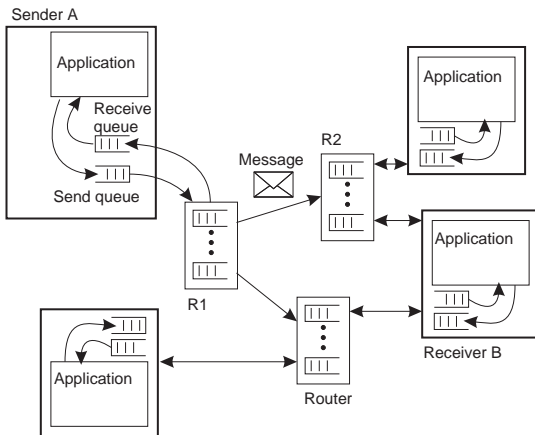 Sender A
Application
Receive
queue
Send queue
R1
Message
R2
Application
Application
Receiver B
Router
Application